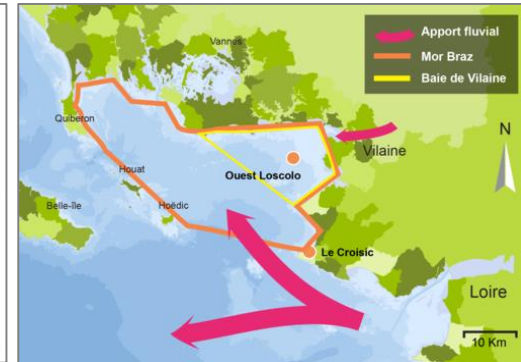 Apport fluvial
Mor Braz
Baie de Vilaine
Vannes
N
Quiberon
Vilaine
Ouest Loscolo
Houat
Belle-île
Hoëdic
Le Croisic
Loire
10 Km